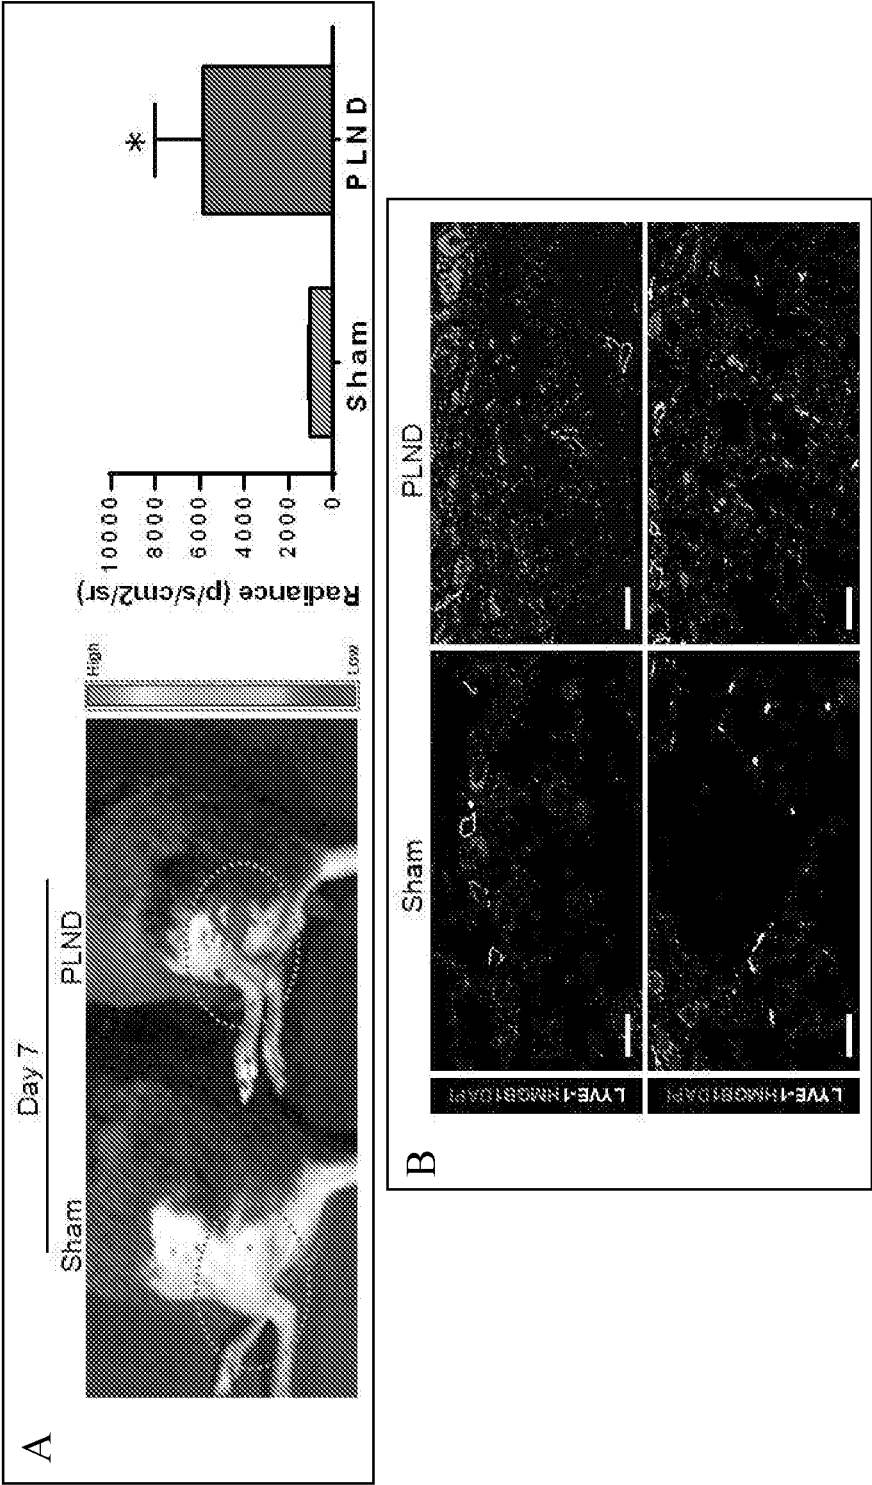 A
Day 7
Sham
PLND
High
Low
Radiance (p/s/cm2/sr)
10000
8000
6000
4000
2000
0
*
Sham
PLND
B
Sham
PLND
LYVE-1HMGB1DAPI
LYVE-1HMGB1DAPI